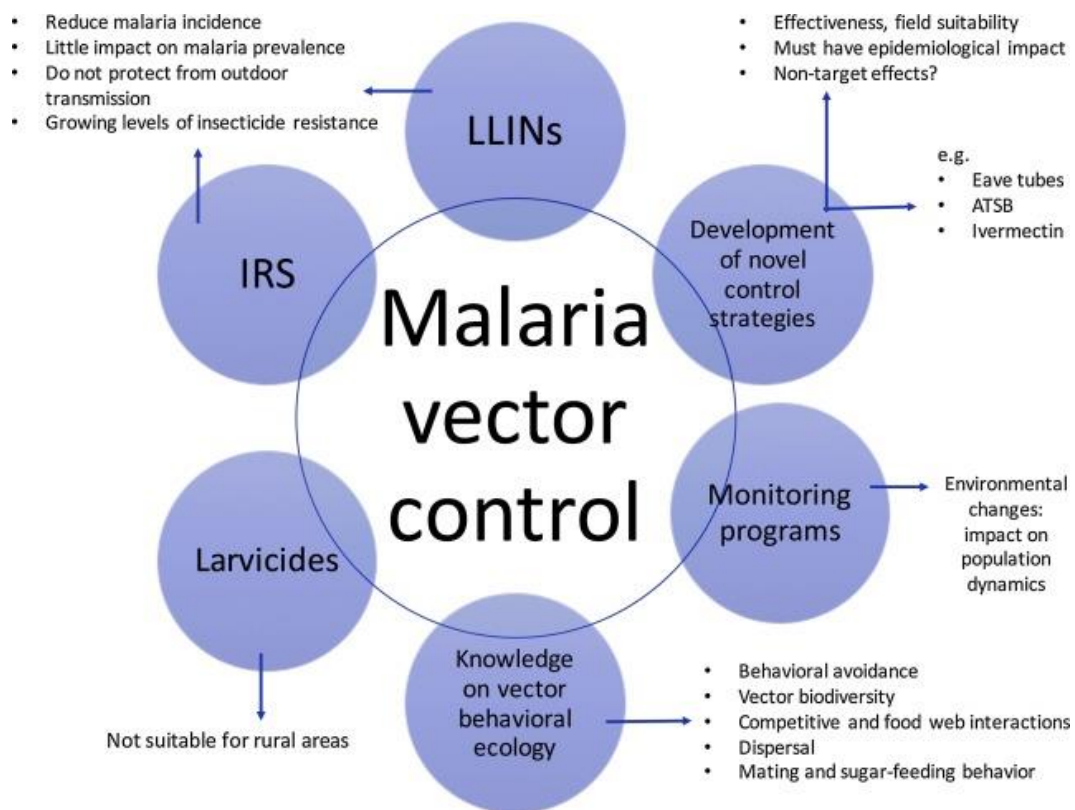 • Reduce malaria incidence
• Little impact on malaria prevalence
• Do not protect from outdoor
transmission
• Growing levels of insecticide resistance
• Effectiveness, field suitability
• Must have epidemiological impact
• Non-target effects?
LLINs
e.g.
• Eave tubes
• ATSB
• Ivermectin
IRS
Development
of novel
control
strategies
Malaria
vector
control
Monitoring
programs
Environmental
changes:
impact on
population
dynamics
Larvicides
Not suitable for rural areas
Knowledge
on vector
behavioral
ecology
• Behavioral avoidance
• Vector biodiversity
• Competitive and food web interactions
• Dispersal
• Mating and sugar-feeding behavior